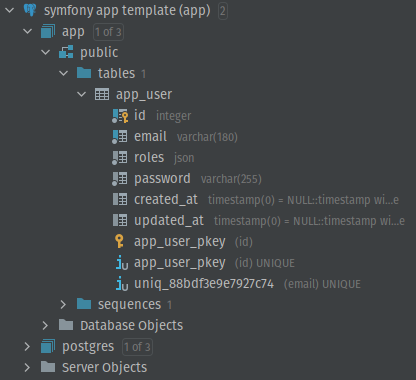 symfony app template (app) 2
app 1 of 3
public
tables 1
app_user
id integer
email varchar(180)
roles json
password varchar(255)
created_at timestamp(0) = NULL::timestamp wi...e
updated_at timestamp(0) = NULL::timestamp wi...e
app_user_pkey (id)
app_user_pkey (id) UNIQUE
uniq_88bdf3e9e7927c74 (email) UNIQUE
sequences 1
Database Objects
postgres 1 of 3
Server Objects